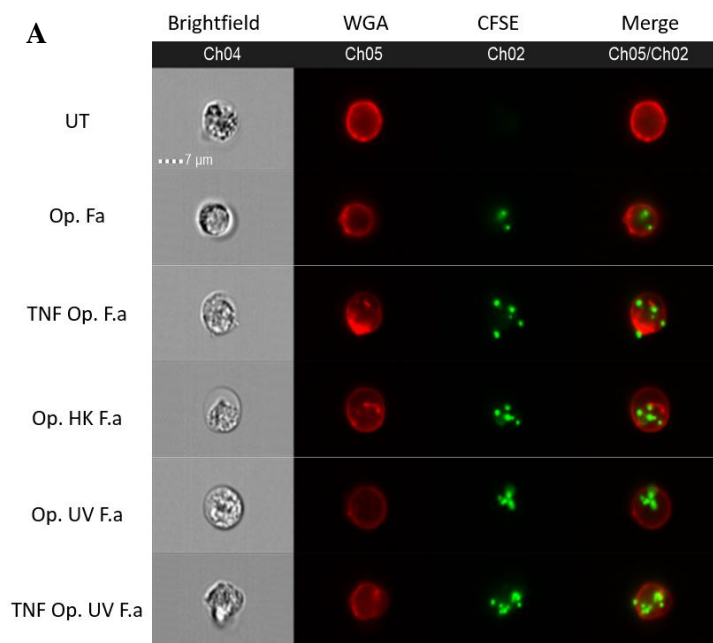 A
Brightfield WGA CFSE Merge
Ch04 Ch05 Ch02 Ch05/Ch02
UT
7 µm
Op. Fa
TNF Op. F.a
Op. HK F.a
Op. UV F.a
TNF Op. UV F.a